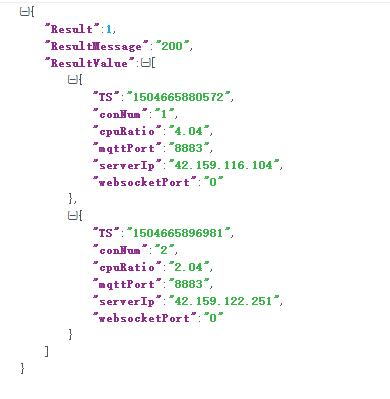 {
"Result":1,
"ResultMessage":"200",
"ResultValue":[
{
"TS":"1504665880572",
"conNum":"1",
"cpuRatio":"4.04",
"mqttPort":"8883",
"serverIp":"42.159.116.104",
"websocketPort":"0"
},
{
"TS":"1504665896981",
"conNum":"2",
"cpuRatio":"2.04",
"mqttPort":"8883",
"serverIp":"42.159.122.251",
"websocketPort":"0"
}
]
}